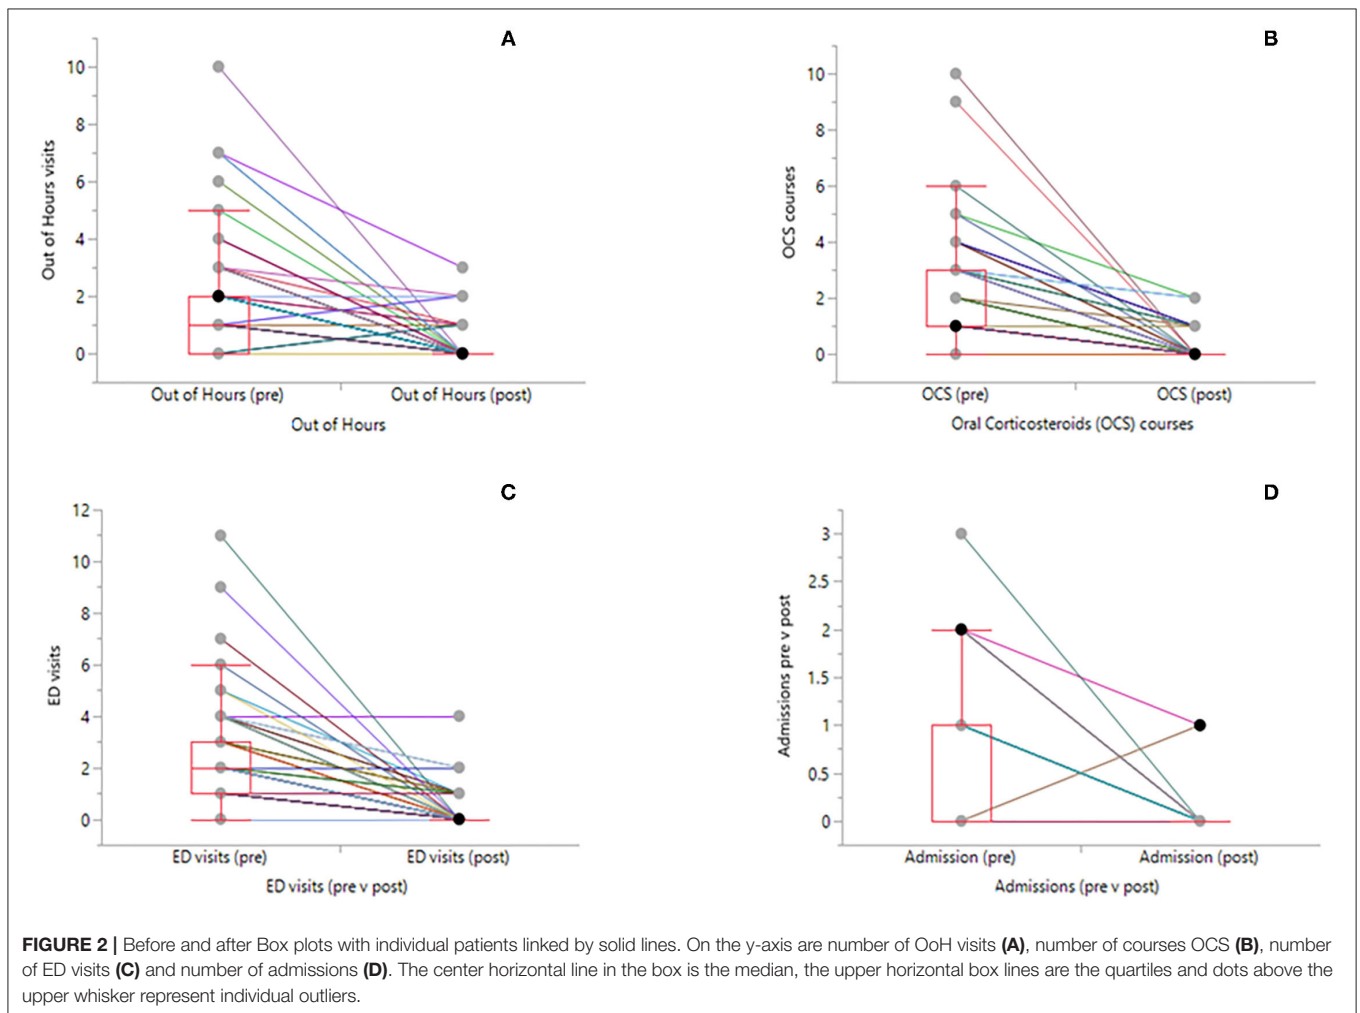 A
10
8
6
4
2
0
Out of Hours visits
Out of Hours (pre) Out of Hours (post)
Out of Hours
B
10
8
6
4
2
0
OCS courses
OCS (pre) OCS (post)
Oral Corticosteroids (OCS) courses
C
12
10
8
6
4
2
0
ED visits
ED visits (pre) ED visits (post)
ED visits (pre v post)
D
3
2.5
2
1.5
1
0.5
0
Admissions pre v post
Admission (pre) Admission (post)
Admissions (pre v post)
FIGURE 2 | Before and after Box plots with individual patients linked by solid lines. On the y-axis are number of OoH visits (A), number of courses OCS (B), number
of ED visits (C) and number of admissions (D). The center horizontal line in the box is the median, the upper horizontal box lines are the quartiles and dots above the
upper whisker represent individual outliers.